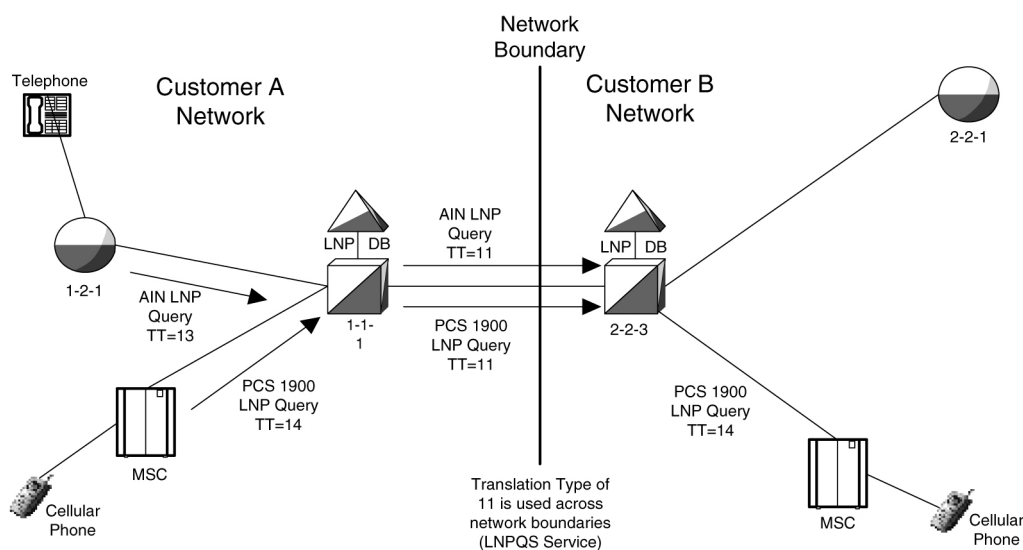 Network
Boundary
Telephone
Customer A
Network
Customer B
Network
2-2-1
1-2-1
AIN LNP
Query
TT=13
LNP DB
1-1-
1
AIN LNP
Query
TT=11
PCS 1900
LNP Query
TT=11
LNP DB
2-2-3
PCS 1900
LNP Query
TT=14
MSC
Cellular
Phone
PCS 1900
LNP Query
TT=14
MSC
Cellular
Phone
Translation Type of
11 is used across
network boundaries
(LNPQS Service)